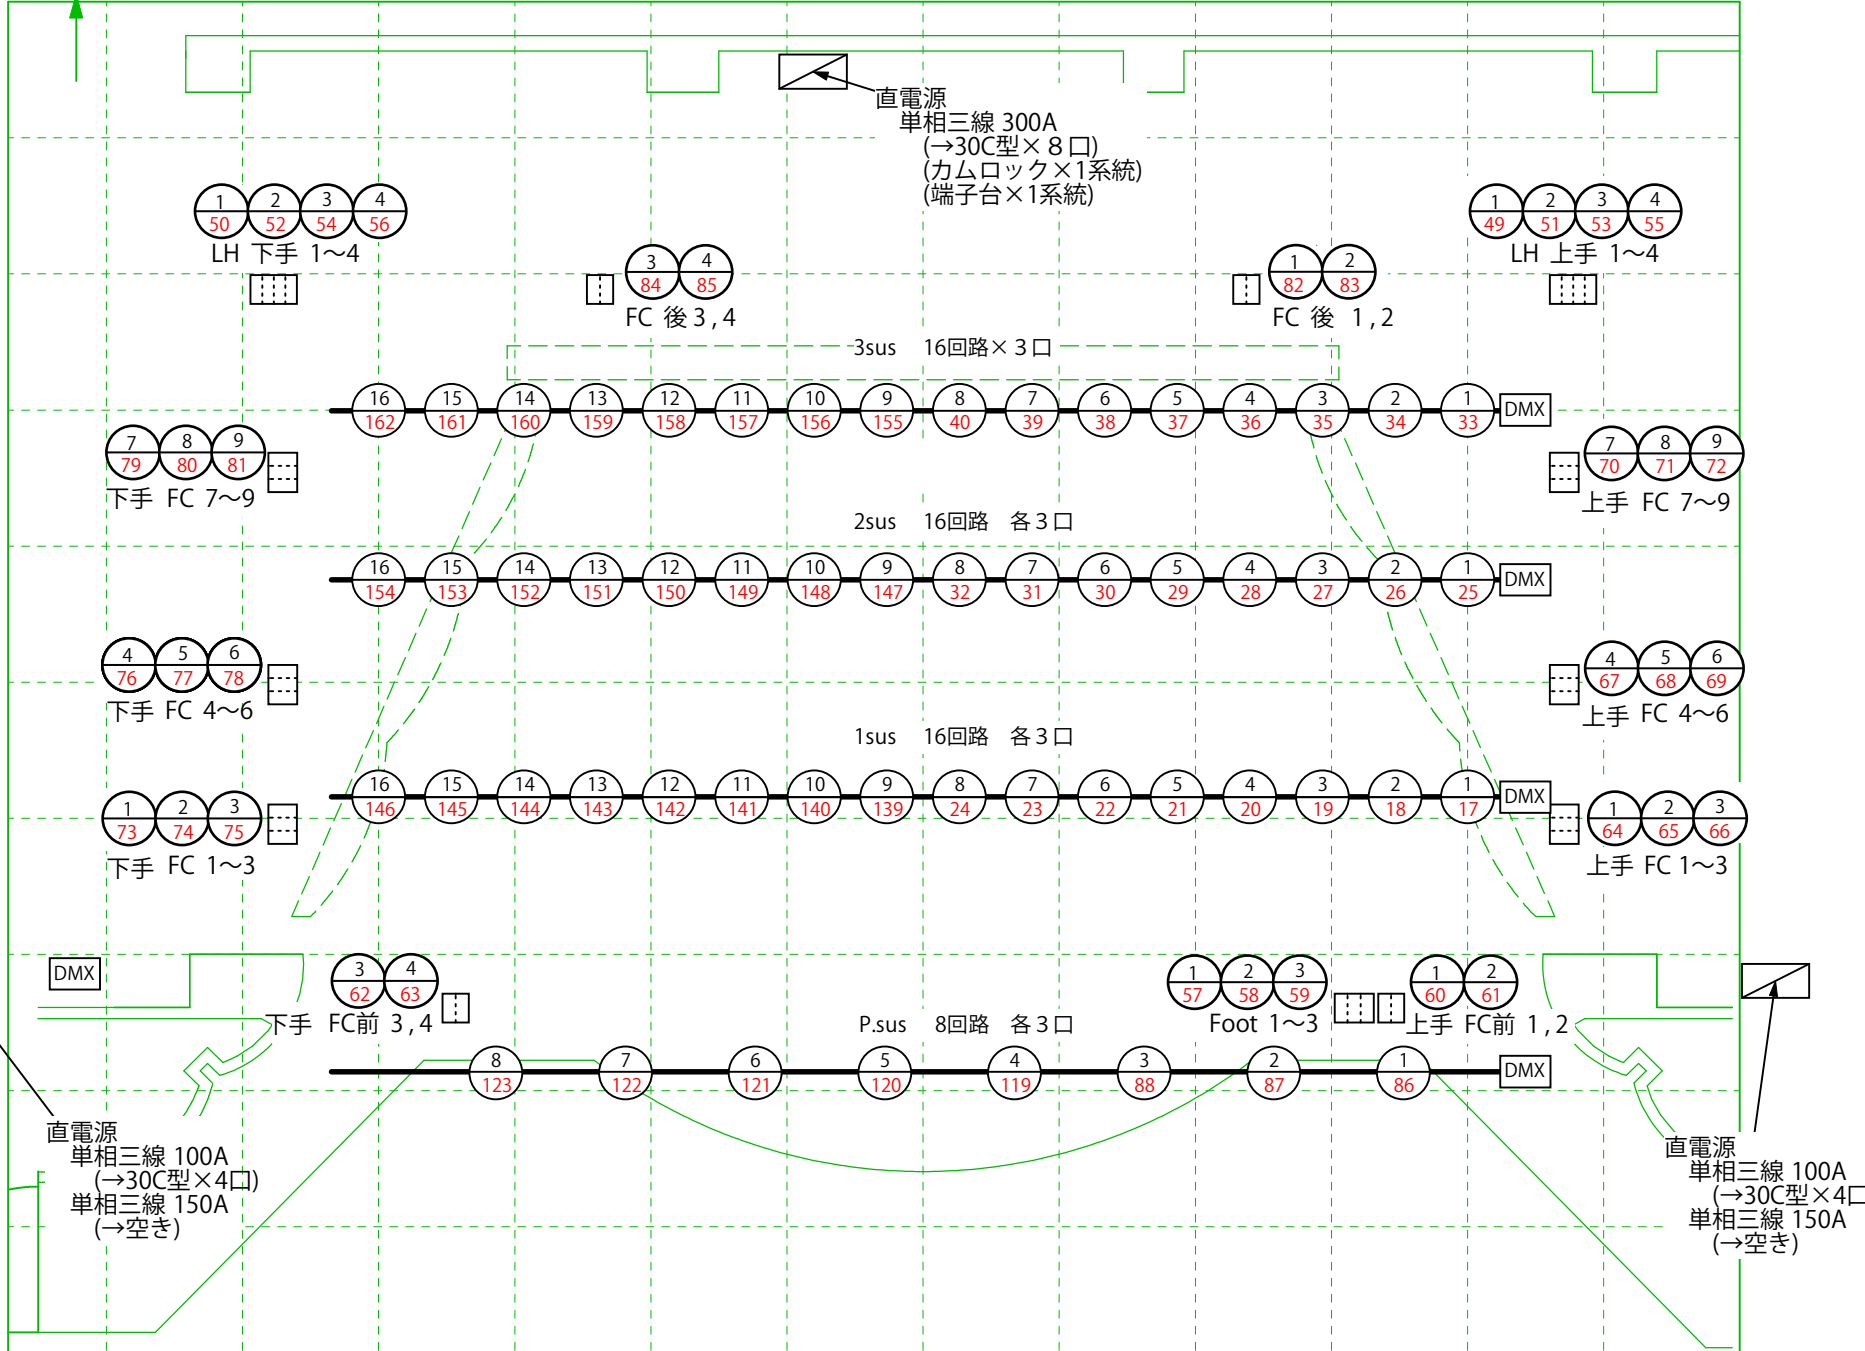 直電源
単相三線 300A
(→30C型×８口)
(カムロック×1系統)
(端子台×1系統)
1 2 3 4
50 52 54 56
LH 下手 1～4
1 2 3 4
49 51 53 55
LH 上手 1～4
3 4
84 85
FC 後 3 , 4
1 2
82 83
FC 後 1 , 2
3sus 16回路×３口
16 15 14 13 12 11 10 9 8 7 6 5 4 3 2 1
162 161 160 159 158 157 156 155 40 39 38 37 36 35 34 33
DMX
7 8 9
79 80 81
下手 FC 7～9
7 8 9
70 71 72
上手 FC 7～9
2sus 16回路 各３口
16 15 14 13 12 11 10 9 8 7 6 5 4 3 2 1
154 153 152 151 150 149 148 147 32 31 30 29 28 27 26 25
DMX
4 5 6
76 77 78
下手 FC 4～6
4 5 6
67 68 69
上手 FC 4～6
1sus 16回路 各３口
16 15 14 13 12 11 10 9 8 7 6 5 4 3 2 1
146 145 144 143 142 141 140 139 24 23 22 21 20 19 18 17
DMX
1 2 3
73 74 75
下手 FC 1～3
1 2 3
64 65 66
上手 FC 1～3
DMX
3 4
62 63
下手 FC前 3 , 4
1 2 3
57 58 59
Foot 1～3
1 2
60 61
上手 FC前 1 , 2
P.sus 8回路 各３口
8 7 6 5 4 3 2 1
123 122 121 120 119 88 87 86
DMX
直電源
単相三線 100A
(→30C型×4口)
単相三線 150A
(→空き)
直電源
単相三線 100A
(→30C型×4口
単相三線 150A
(→空き)